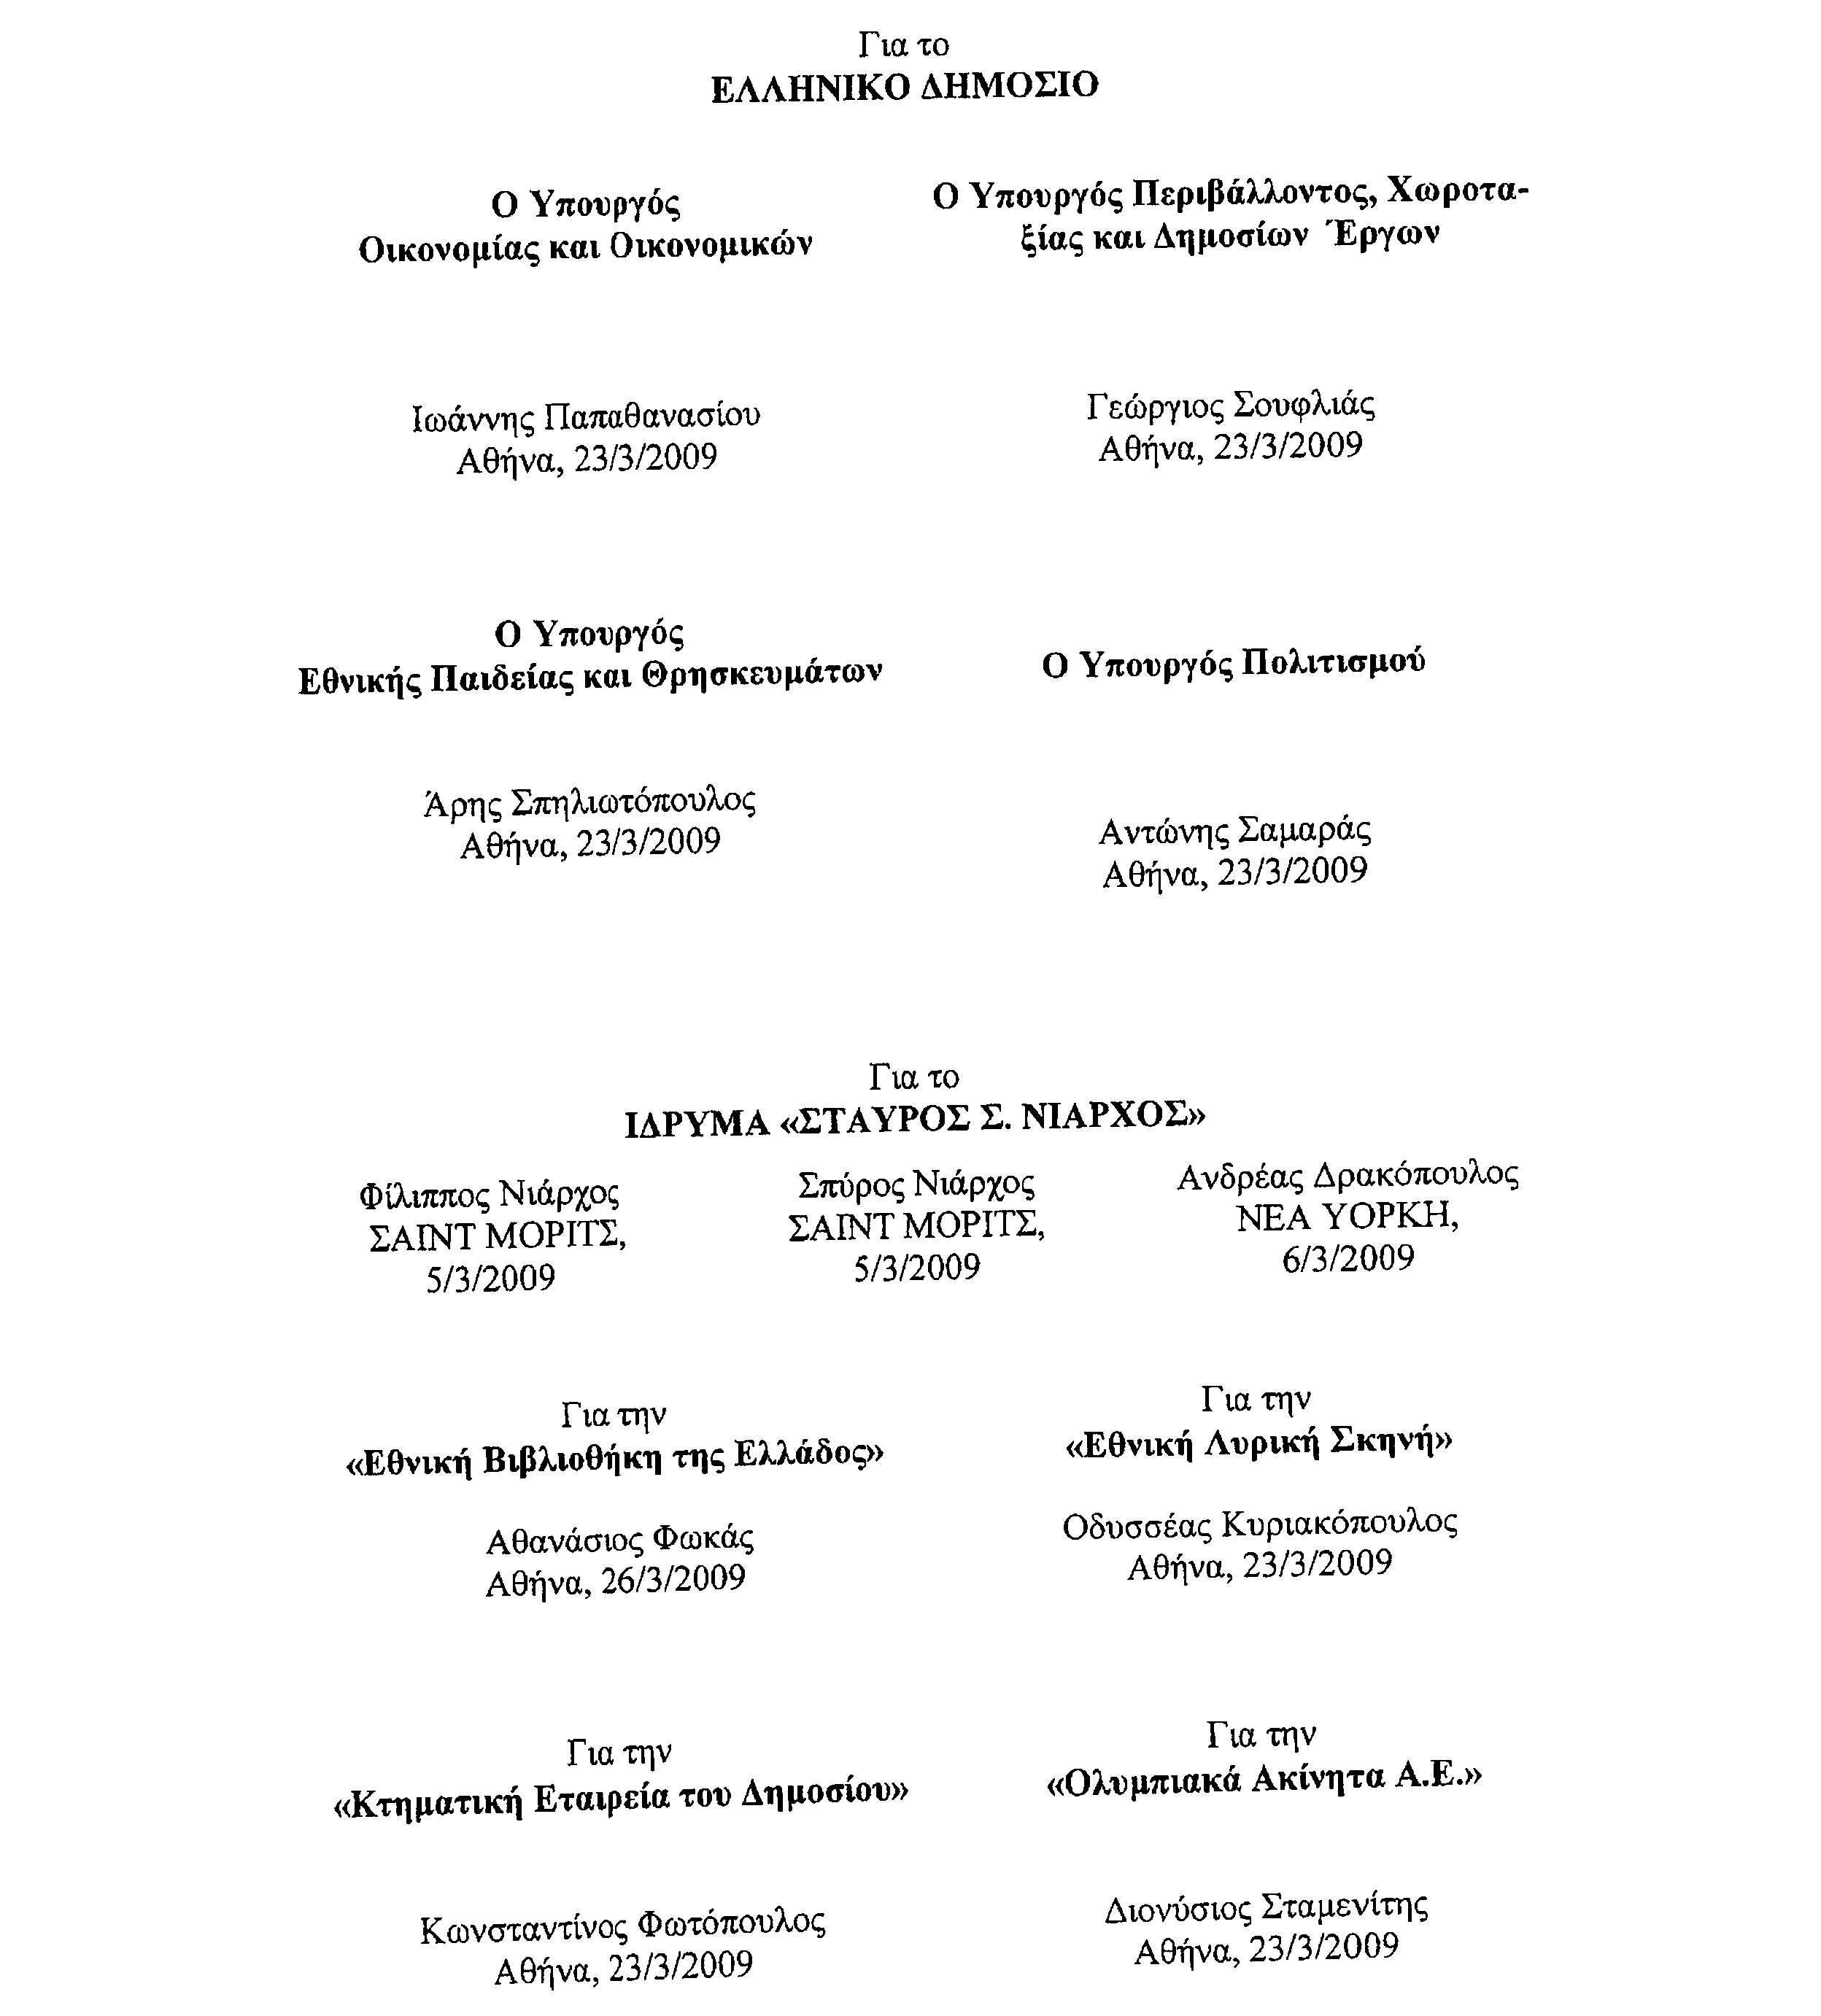 Για το
ΕΛΛΗΝΙΚΟ ΔΗΜΟΣΙΟ
Ο Υπουργός
Οικονομίας και Οικονομικών
Ο Υπουργός Περιβάλλοντος, Χωροτα-
ξίας και Δημοσίων Έργων
Ιωάννης Παπαθανασίου
Αθήνα, 23/3/2009
Γεώργιος Σουφλιάς
Αθήνα, 23/3/2009
Ο Υπουργός
Εθνικής Παιδείας και Θρησκευμάτων
Ο Υπουργός Πολιτισμού
Άρης Σπηλιωτόπουλος
Αθήνα, 23/3/2009
Αντώνης Σαμαράς
Αθήνα, 23/3/2009
Για το
ΙΔΡΥΜΑ «ΣΤΑΥΡΟΣ Σ. ΝΙΑΡΧΟΣ»
Φίλιππος Νιάρχος
ΣΑΙΝΤ ΜΟΡΙΤΣ,
5/3/2009
Σπύρος Νιάρχος
ΣΑΙΝΤ ΜΟΡΙΤΣ,
5/3/2009
Ανδρέας Δρακόπουλος
ΝΕΑ ΥΟΡΚΗ,
6/3/2009
Για την
«Εθνική Βιβλιοθήκη της Ελλάδος»
Για την
«Εθνική Λυρική Σκηνή»
Αθανάσιος Φωκάς
Αθήνα, 26/3/2009
Οδυσσέας Κυριακόπουλος
Αθήνα, 23/3/2009
Για την
«Κτηματική Εταιρεία του Δημοσίου»
Για την
«Ολυμπιακά Ακίνητα Α.Ε.»
Κωνσταντίνος Φωτόπουλος
Αθήνα, 23/3/2009
Διονύσιος Σταμενίτης
Αθήνα, 23/3/2009